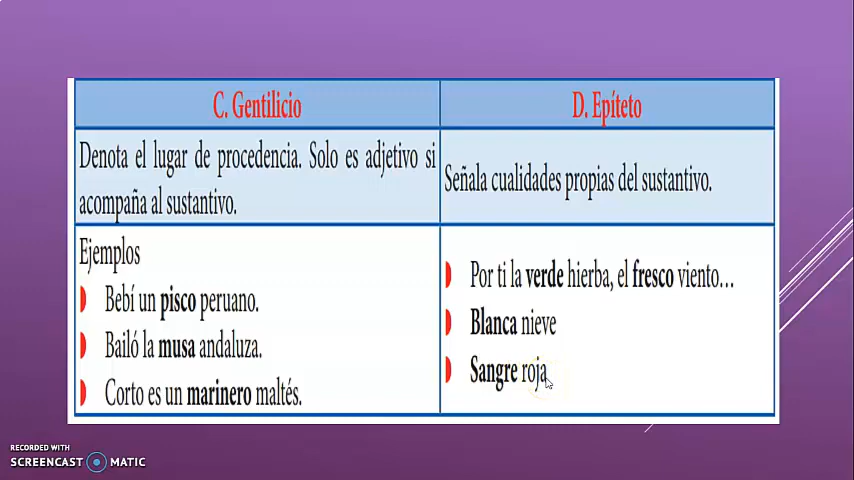 C. Gentilicio
D. Epíteto
Denota el lugar de procedencia. Solo es adjetivo si
acompaña al sustantivo.
Señala cualidades propias del sustantivo.
Ejemplos
Bebí un pisco peruano.
Bailó la musa andaluza.
Corto es un marinero maltés.
Por ti la verde hierba, el fresco viento...
Blanca nieve
Sangre roja
RECORDED WITH
SCREENCAST MATIC